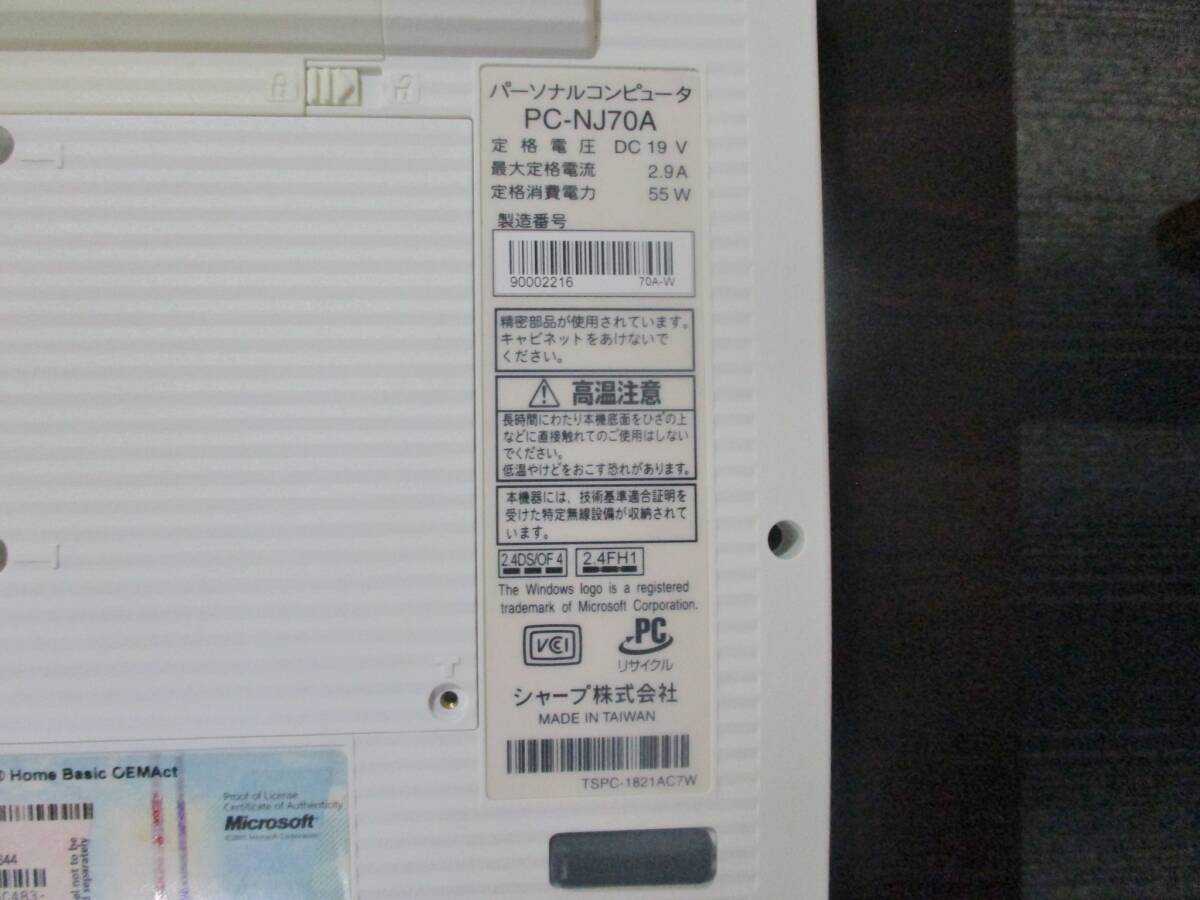 パーソナルコンピュータ
PC-NJ70A
定格電圧 DC 19 V
最大定格電流 2.9A
定格消費電力 55 W
製造番号
90002216 70A-W
精密部品が使用されています。
キャビネットをあけないで
ください。
高温注意
長時間にわたり本機底面をひざの上
などに直接触れてのご使用はしない
でください。
低温やけどをおこす恐れがあります。
本機器には、技術基準適合証明を
受けた特定無線設備が収納されて
います。
2.4DS/OF4 2.4FH1
The Windows logo is a registered
trademark of Microsoft Corporation.
VCI PC
リサイクル
シャープ株式会社
MADE IN TAIWAN
TSPC-1821AC7W
Home Basic OEMAct
Proof of License
Certificate of Authenticity
Microsoft
644
C483-
el not to be
separately